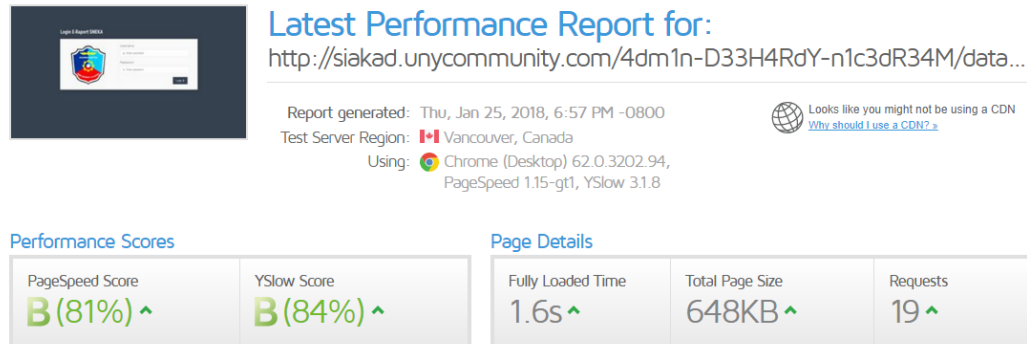 Latest Performance Report for:
http://siakad.unycommunity.com/4dm1n-D33H4RdY-n1c3dR34M/data...
Login E-Raport SMEKA
Report generated: Thu, Jan 25, 2018, 6:57 PM -0800
Test Server Region: Vancouver, Canada
Using: Chrome (Desktop) 62.0.3202.94,
PageSpeed 1.15-gt1, YSlow 3.1.8
Looks like you might not be using a CDN
Why should I use a CDN? »
Performance Scores
PageSpeed Score
B (81%)
YSlow Score
B (84%)
Page Details
Fully Loaded Time
1.6s
Total Page Size
648KB
Requests
19